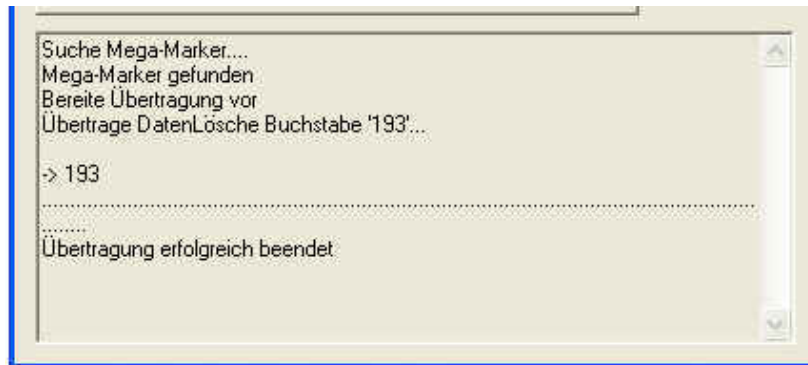 Suche Mega-Marker....
Mega-Marker gefunden
Bereite Übertragung vor
Übertrage DatenLösche Buchstabe '193'...
-> 193
........................................................................................................................
........
Übertragung erfolgreich beendet